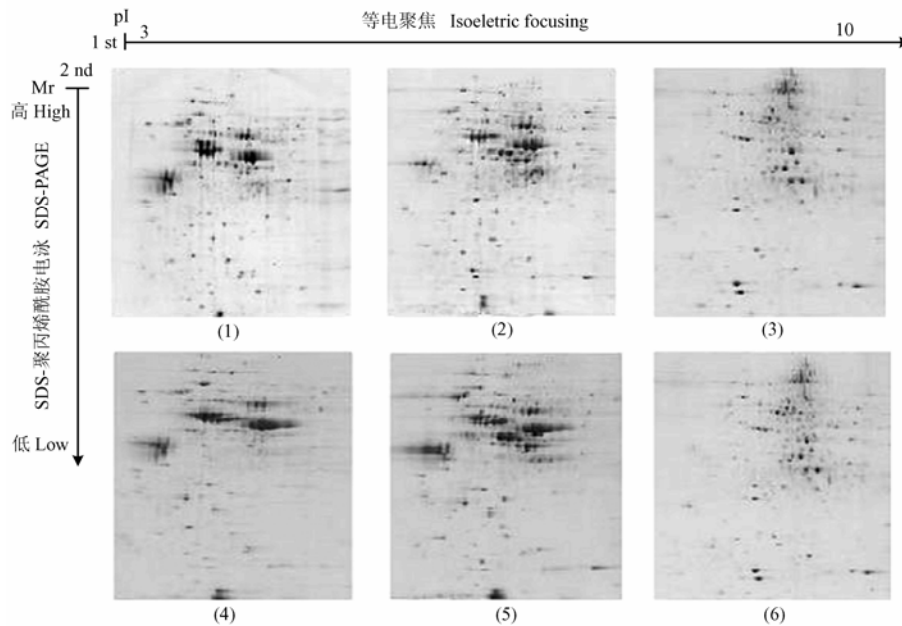 等电聚焦 Isoeletric focusing
pI
3
10
1 st
2 nd
Mr
高 High
SDS-聚丙烯酰胺电泳 SDS-PAGE
低 Low
(1)
(2)
(3)
(4)
(5)
(6)